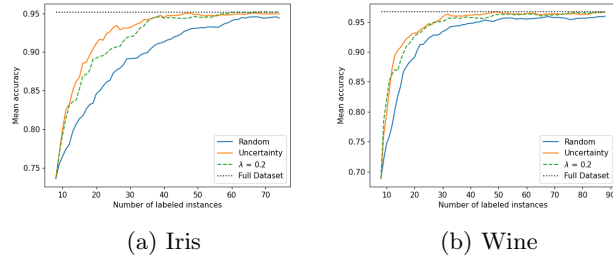 0.95
0.90
0.85
0.80
0.75
Mean accuracy
10 20 30 40 50 60 70
Number of labeled instances
Random
Uncertainty
λ = 0.2
Full Dataset
(a) Iris
0.95
0.90
0.85
0.80
0.75
0.70
Mean accuracy
10 20 30 40 50 60 70 80 90
Number of labeled instances
Random
Uncertainty
λ = 0.2
Full Dataset
(b) Wine